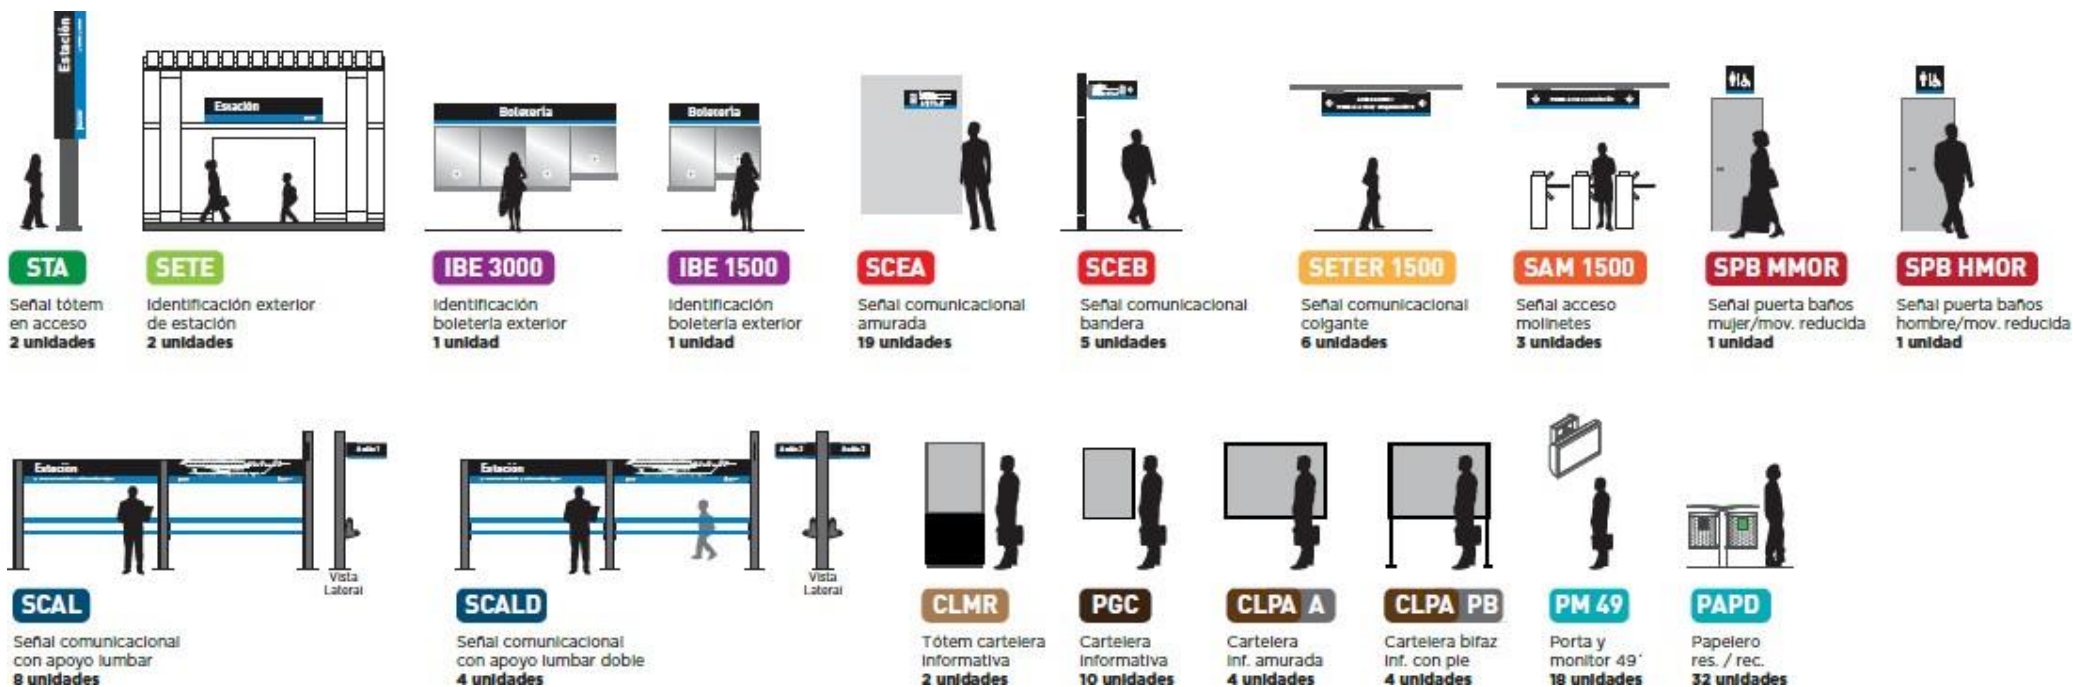 Estación
Estación
Boletería
Boletería
STA
Señal tótem
en acceso
2 unidades
SETE
Identificación exterior
de estación
2 unidades
IBE 3000
Identificación
boletería exterior
1 unidad
IBE 1500
Identificación
boletería exterior
1 unidad
SCEA
Señal comunicacional
amurada
19 unidades
SCEB
Señal comunicacional
bandera
5 unidades
SETER 1500
Señal comunicacional
colgante
6 unidades
SAM 1500
Señal acceso
molinetes
3 unidades
SPB MMOR
Señal puerta baños
mujer/mov. reducida
1 unidad
SPB HMOR
Señal puerta baños
hombre/mov. reducida
1 unidad
Estación
Andén 1
Vista
Lateral
SCAL
Señal comunicacional
con apoyo lumbar
8 unidades
Estación
Andén 2
Andén 3
Vista
Lateral
SCALD
Señal comunicacional
con apoyo lumbar doble
4 unidades
CLMR
Tótem cartelera
informativa
2 unidades
PGC
Cartelera
informativa
10 unidades
CLPA A
Cartelera
inf. amurada
4 unidades
CLPA PB
Cartelera bifaz
inf. con pie
4 unidades
PM 49
Porta y
monitor 49´
18 unidades
PAPD
Papelero
res. / rec.
32 unidades